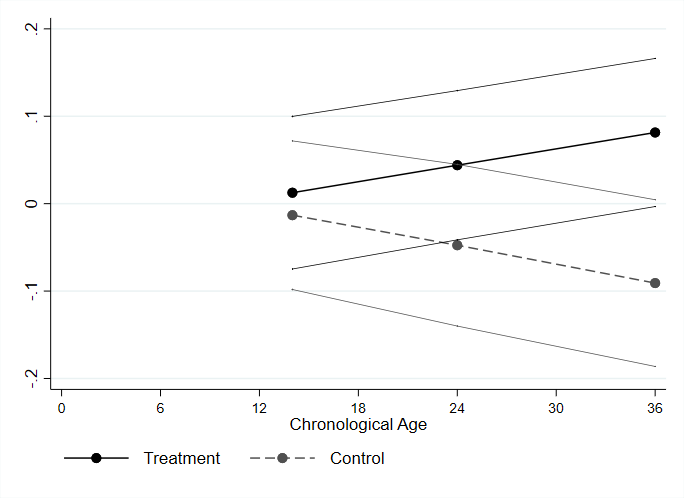 .2
.1
0
-.1
-.2
0 6 12 18 24 30 36
Chronological Age
Treatment Control